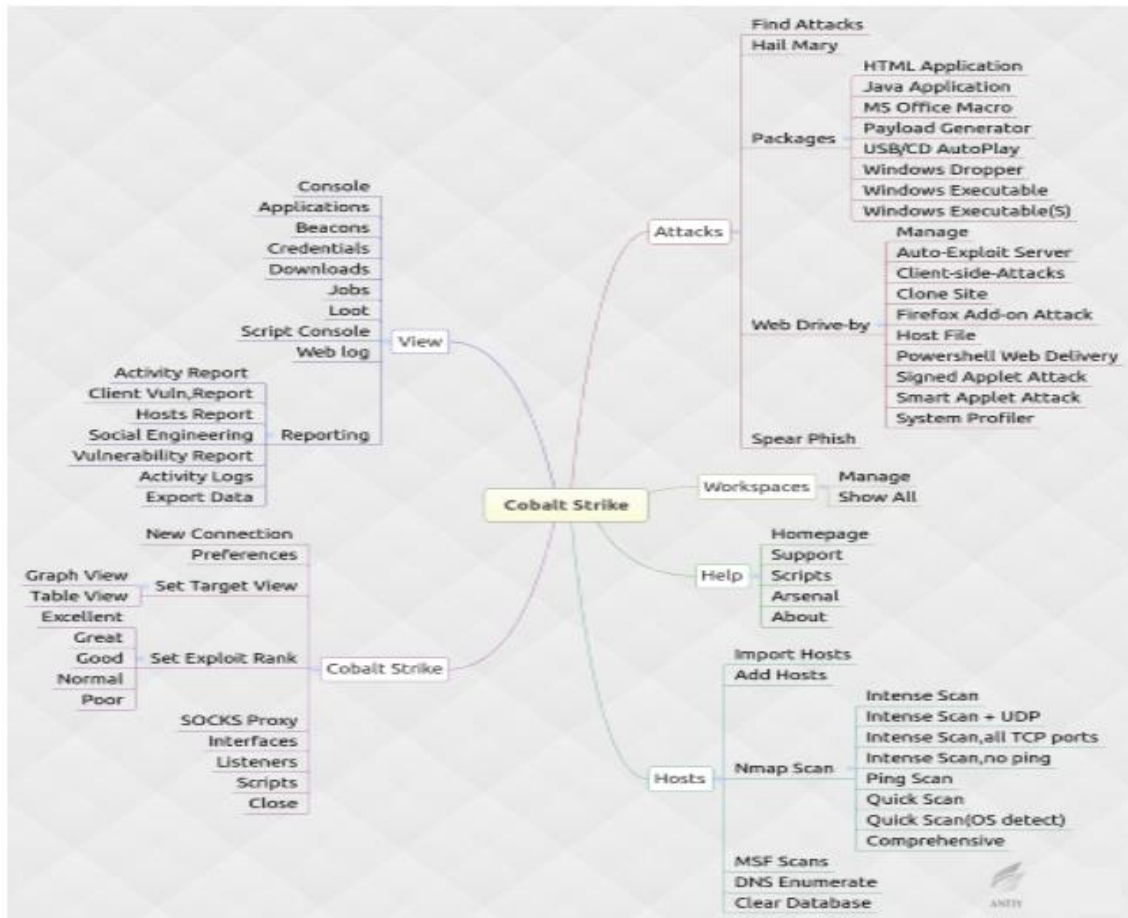 Cobalt Strike
Attacks
Find Attacks
Hail Mary
Packages
HTML Application
Java Application
MS Office Macro
Payload Generator
USB/CD AutoPlay
Windows Dropper
Windows Executable
Windows Executable(S)
Web Drive-by
Manage
Auto-Exploit Server
Client-side-Attacks
Clone Site
Firefox Add-on Attack
Host File
Powershell Web Delivery
Signed Applet Attack
Smart Applet Attack
System Profiler
Spear Phish
Workspaces
Manage
Show All
Help
Homepage
Support
Scripts
Arsenal
About
Hosts
Import Hosts
Add Hosts
Nmap Scan
Intense Scan
Intense Scan + UDP
Intense Scan,all TCP ports
Intense Scan,no ping
Ping Scan
Quick Scan
Quick Scan(OS detect)
Comprehensive
MSF Scans
DNS Enumerate
Clear Database
View
Console
Applications
Beacons
Credentials
Downloads
Jobs
Loot
Script Console
Web log
Reporting
Activity Report
Client Vuln,Report
Hosts Report
Social Engineering
Vulnerability Report
Activity Logs
Export Data
Cobalt Strike
New Connection
Preferences
Set Target View
Graph View
Table View
Set Exploit Rank
Excellent
Great
Good
Normal
Poor
SOCKS Proxy
Interfaces
Listeners
Scripts
Close
ANTIY